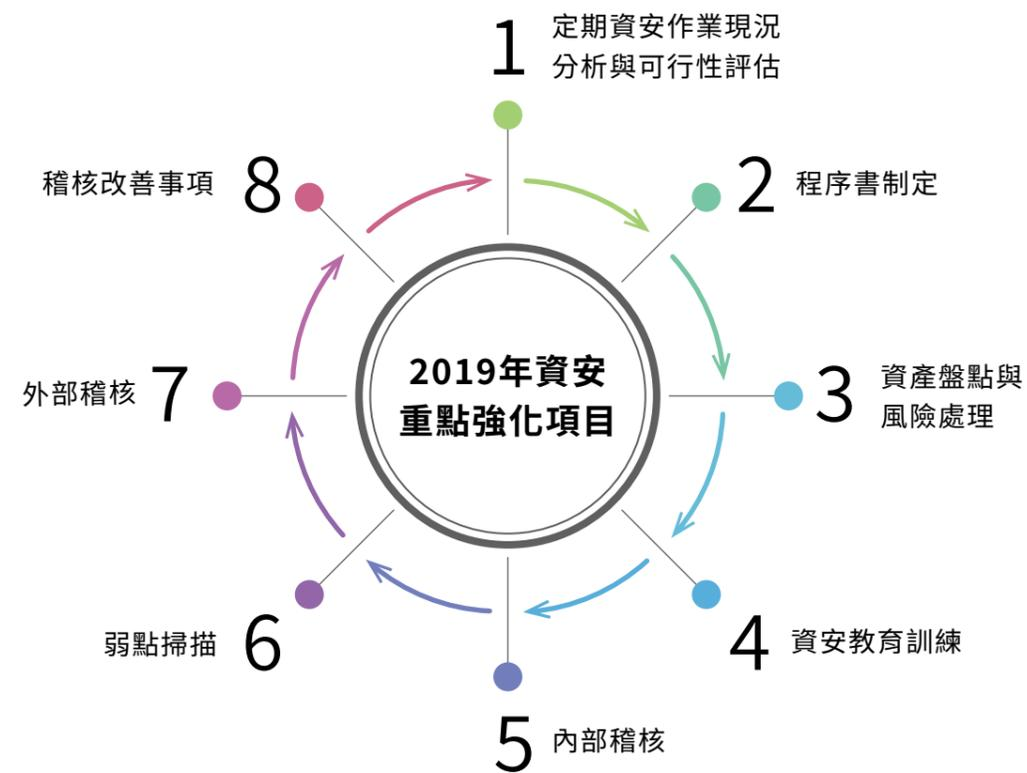 1
定期資安作業現況
分析與可行性評估
2
程序書制定
3
資產盤點與
風險處理
4
資安教育訓練
5
內部稽核
6
弱點掃描
7
外部稽核
8
稽核改善事項
2019年資安
重點強化項目